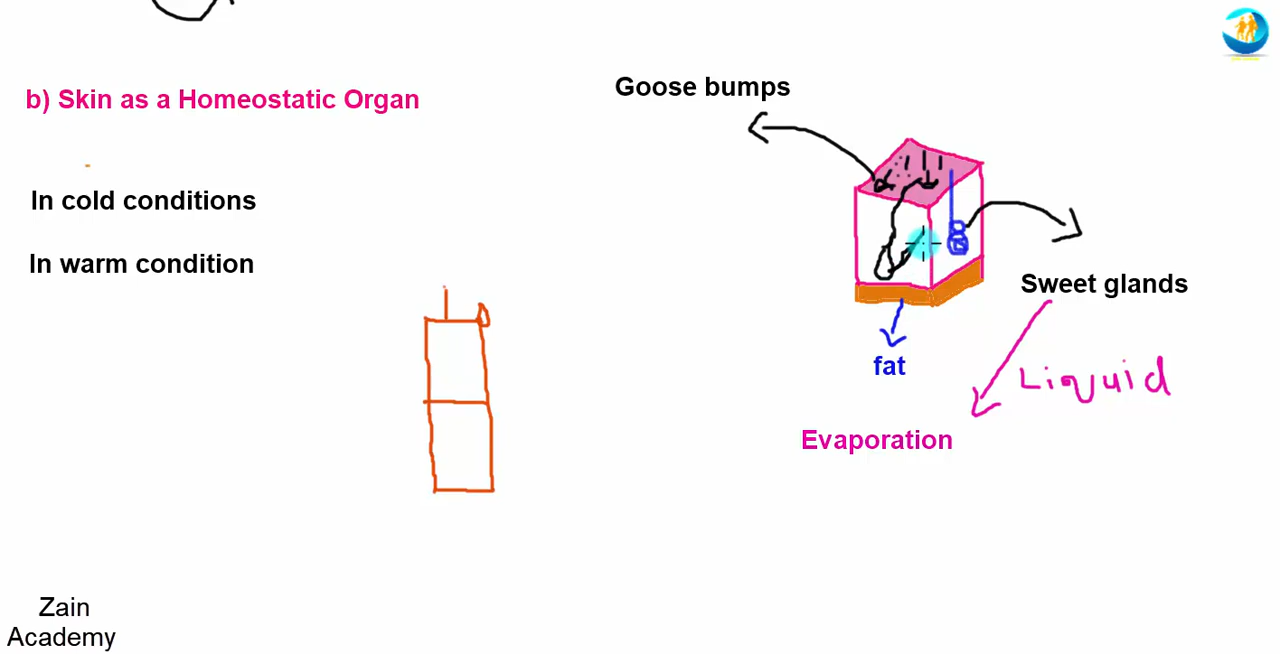 Goose bumps
b) Skin as a Homeostatic Organ
In cold conditions
In warm condition
Sweet glands
fat
Liquid
Evaporation
Zain
Academy